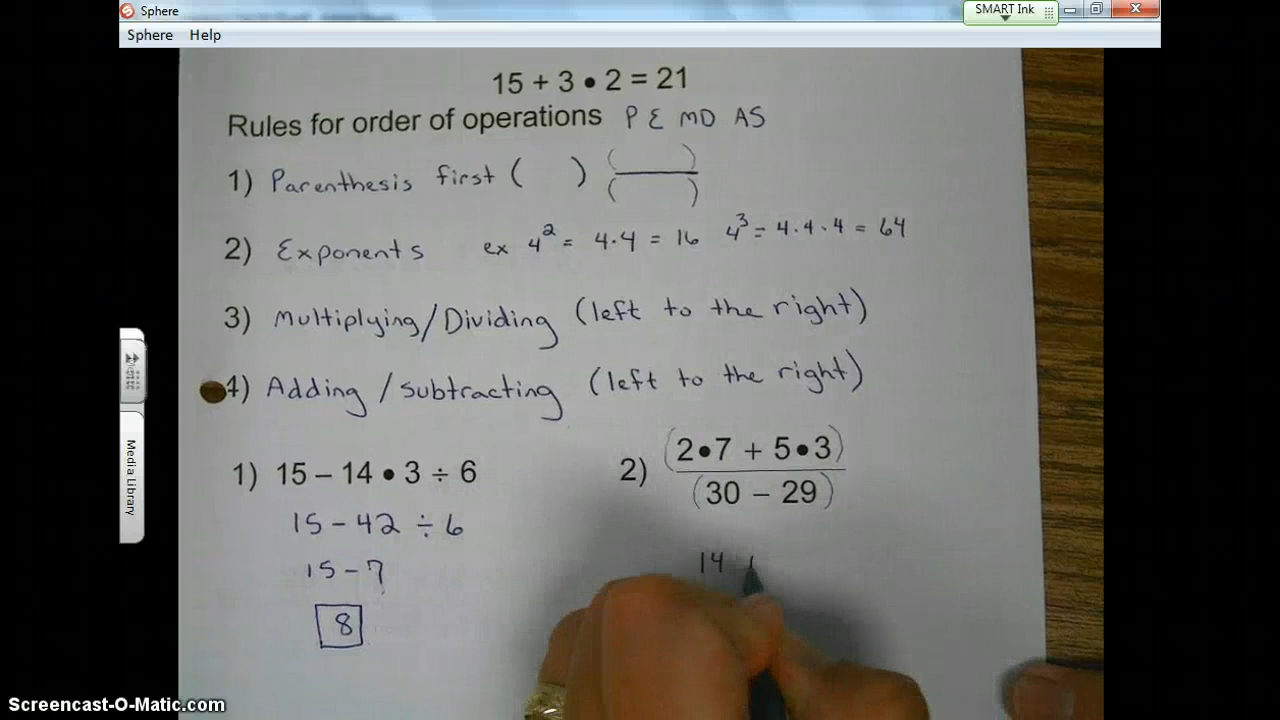 Sphere
SMART Ink
Sphere Help
15 + 3 • 2 = 21
Rules for order of operations P E MD AS
1) Parenthesis first ( ) ( ) ( )
2) Exponents ex 4² = 4·4 = 16 4³ = 4·4·4 = 64
3) Multiplying/Dividing (left to the right)
4) Adding/subtracting (left to the right)
1) 15 – 14 • 3 ÷ 6
15 - 42 ÷ 6
15 - 7
8
2) (2•7 + 5•3)
(30 – 29)
14
Media Library
Screencast-O-Matic.com